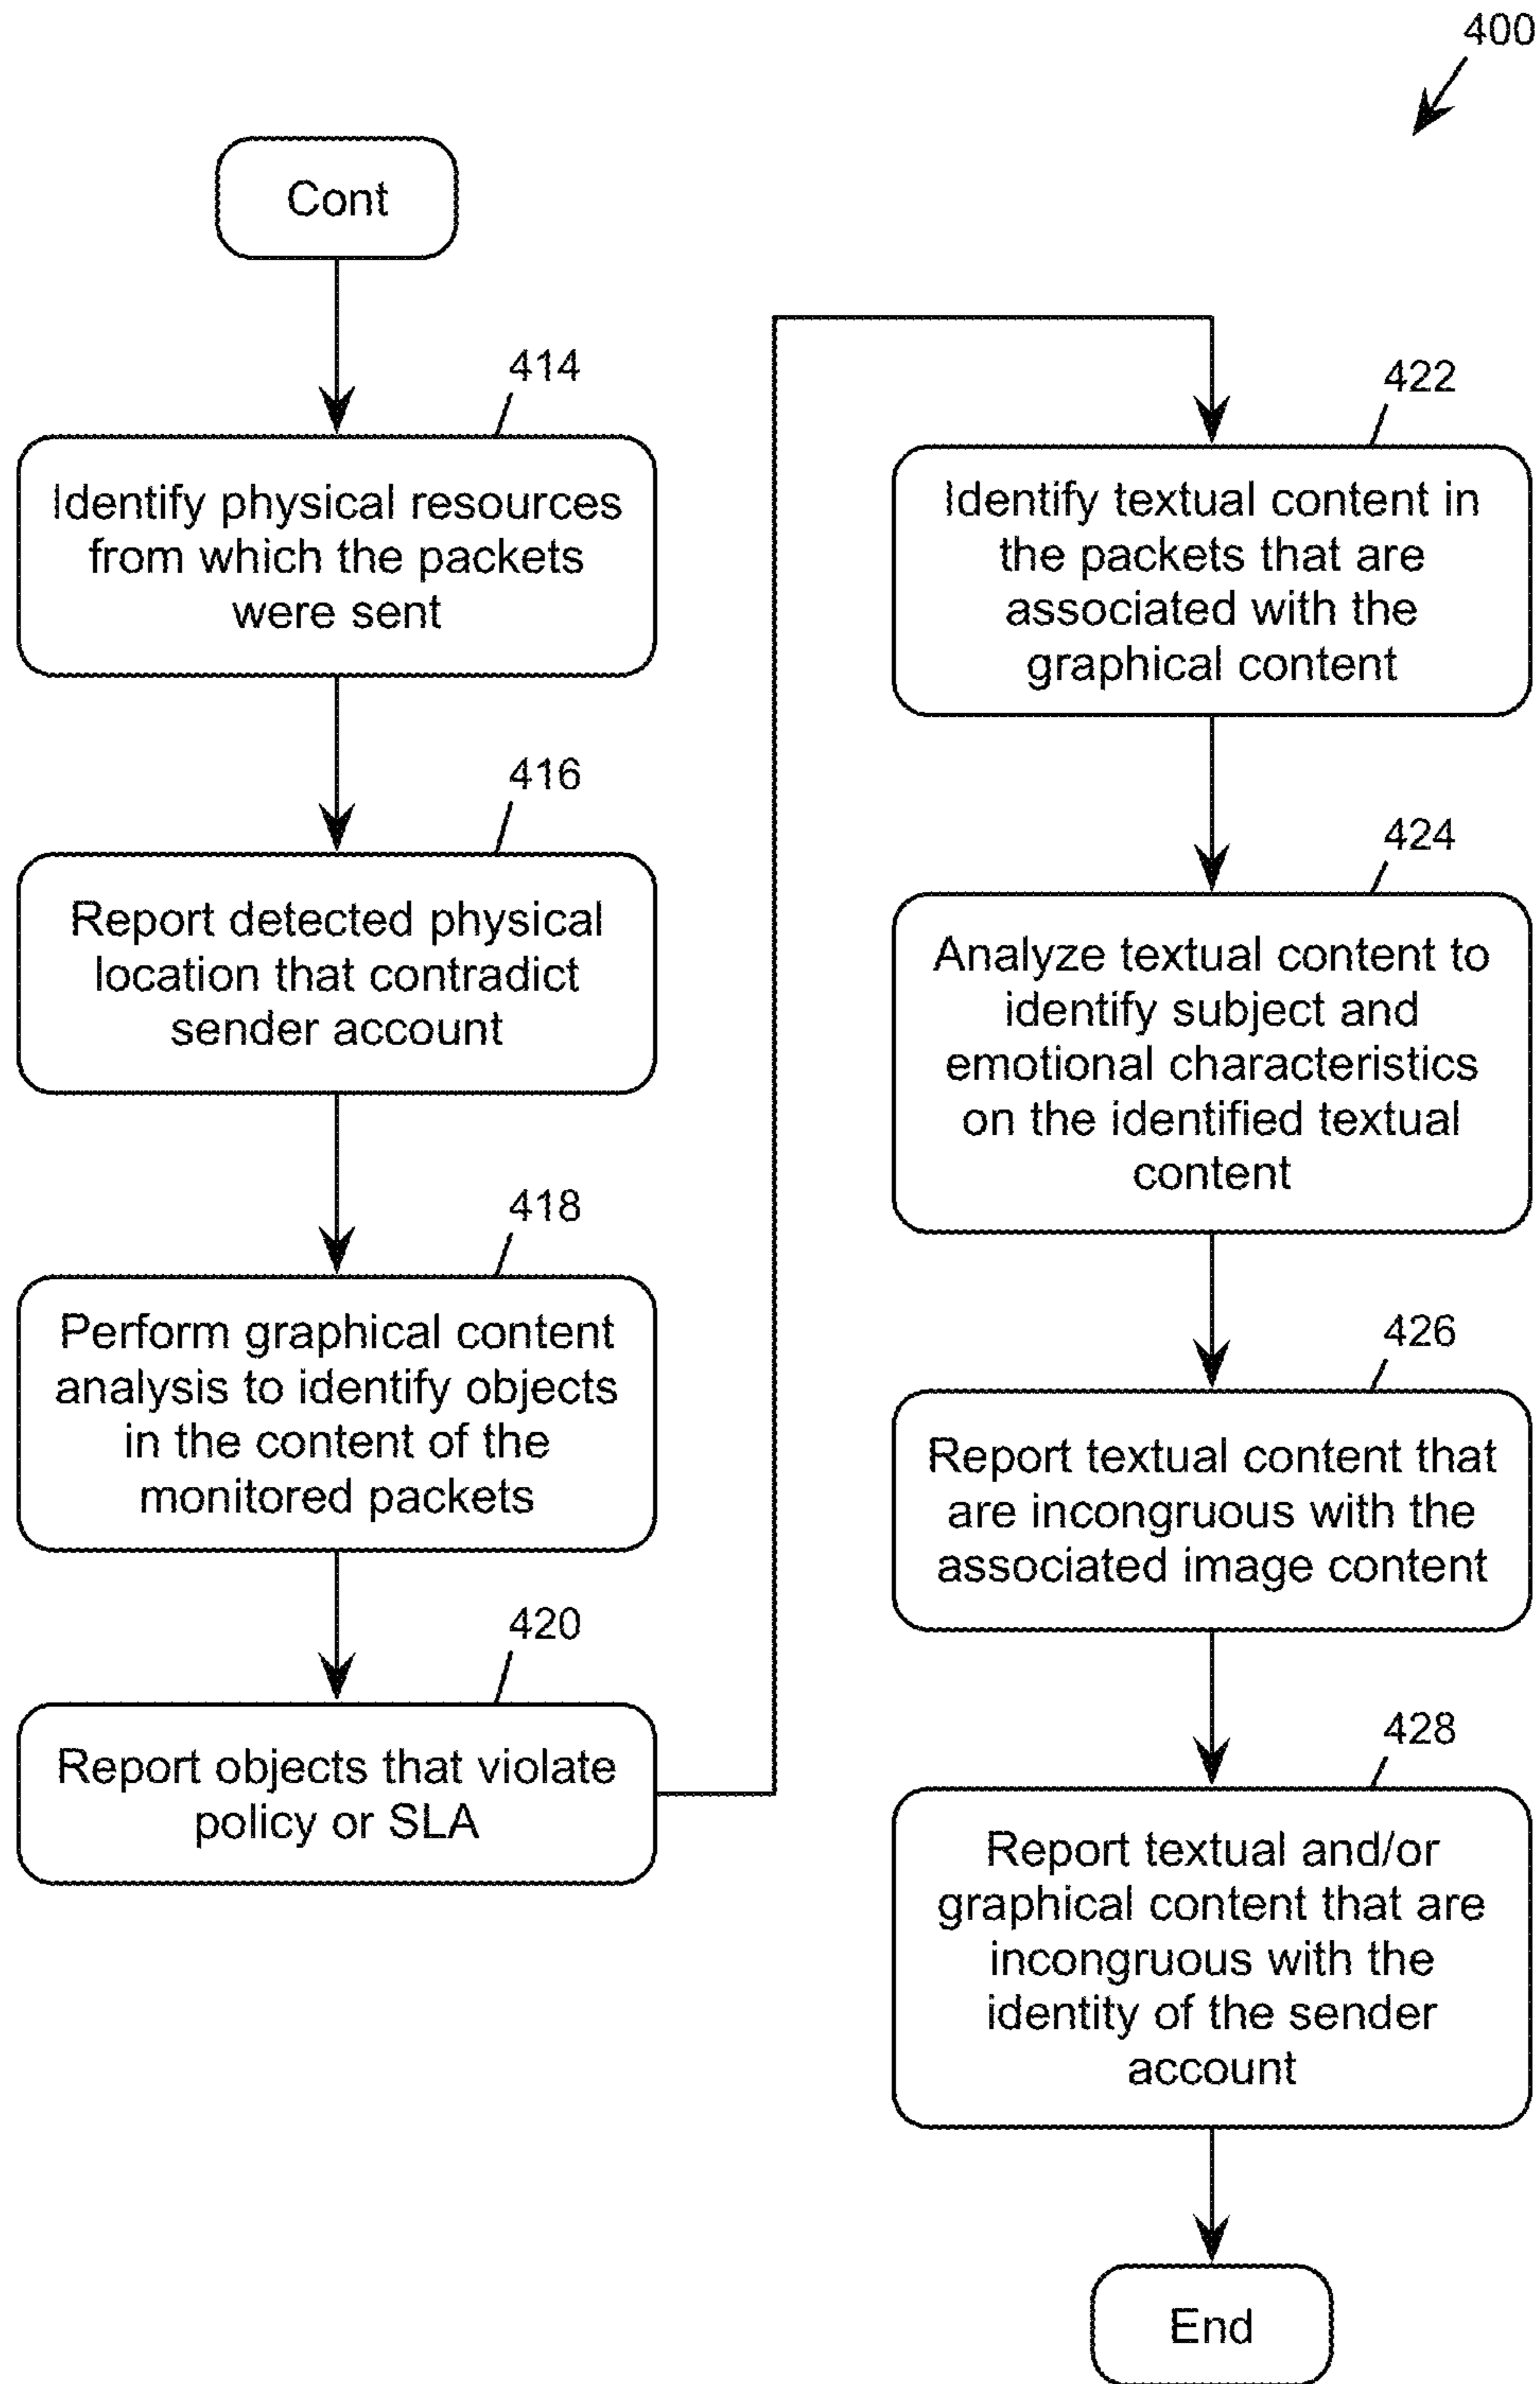 400
Cont
414
Identify physical resources
from which the packets
were sent
416
Report detected physical
location that contradict
sender account
418
Perform graphical content
analysis to identify objects
in the content of the
monitored packets
420
Report objects that violate
policy or SLA
422
Identify textual content in
the packets that are
associated with the
graphical content
424
Analyze textual content to
identify subject and
emotional characteristics
on the identified textual
content
426
Report textual content that
are incongruous with the
associated image content
428
Report textual and/or
graphical content that are
incongruous with the
identity of the sender
account
End